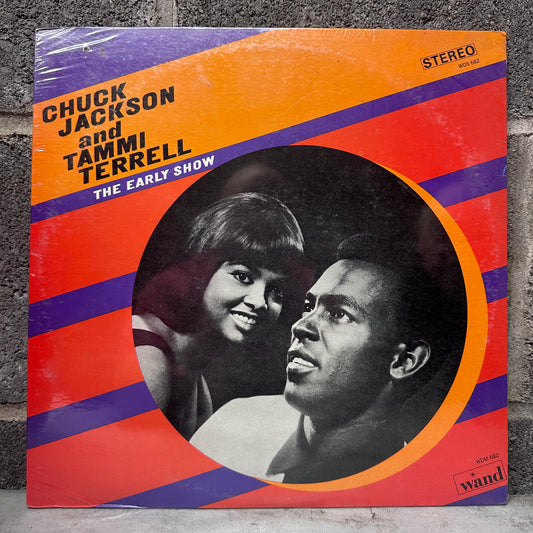 STEREO
WDS 682
CHUCK
JACKSON
and
TAMMI
TERRELL
THE EARLY SHOW
WDM 682
wand